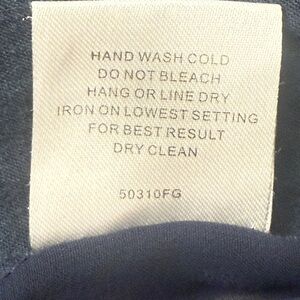 HAND WASH COLD
DO NOT BLEACH
HANG OR LINE DRY
IRON ON LOWEST SETTING
FOR BEST RESULT
DRY CLEAN
50310FG